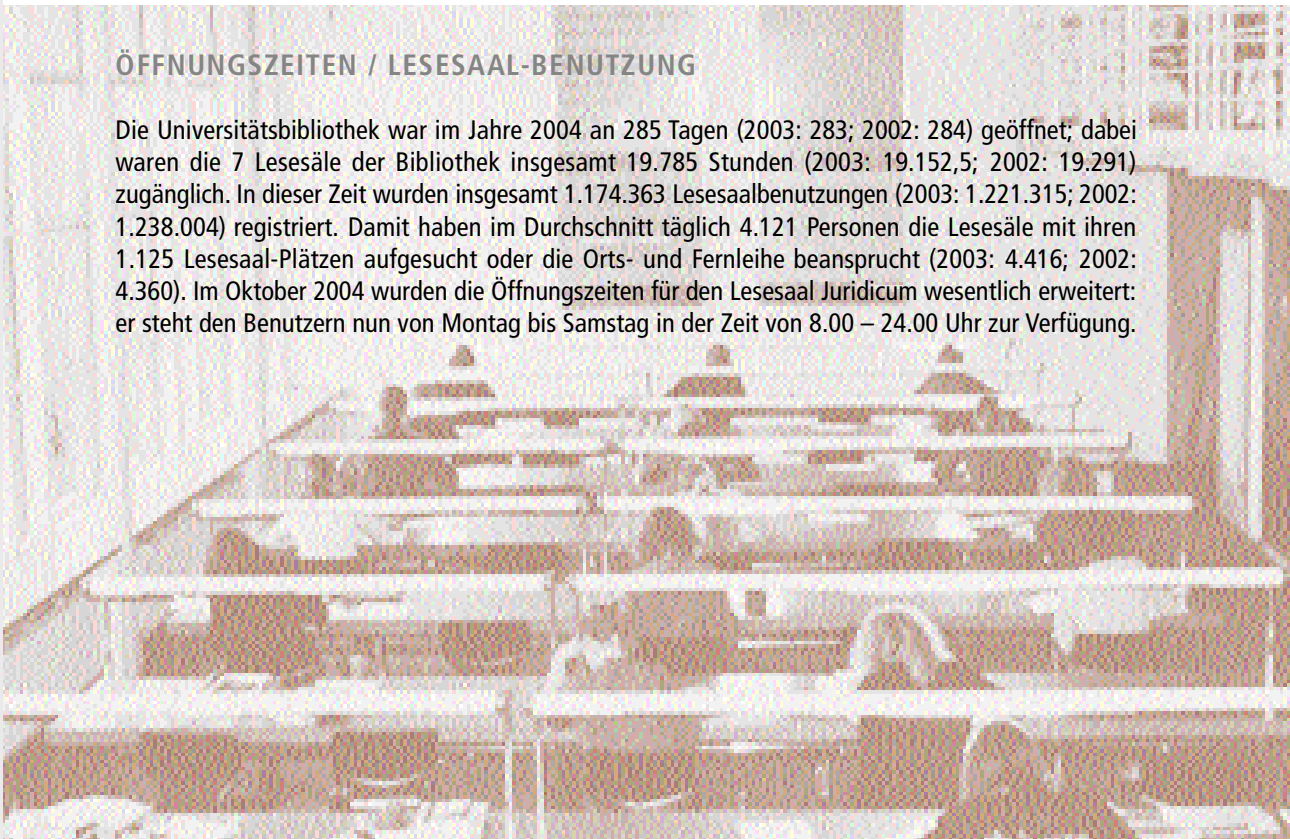 ÖFFNUNGSZEITEN / LESESAAL-BENUTZUNG
Die Universitätsbibliothek war im Jahre 2004 an 285 Tagen (2003: 283; 2002: 284) geöffnet; dabei
waren die 7 Lesesäle der Bibliothek insgesamt 19.785 Stunden (2003: 19.152,5; 2002: 19.291)
zugänglich. In dieser Zeit wurden insgesamt 1.174.363 Lesesaalbenutzungen (2003: 1.221.315; 2002:
1.238.004) registriert. Damit haben im Durchschnitt täglich 4.121 Personen die Lesesäle mit ihren
1.125 Lesesaal-Plätzen aufgesucht oder die Orts- und Fernleihe beansprucht (2003: 4.416; 2002:
4.360). Im Oktober 2004 wurden die Öffnungszeiten für den Lesesaal Juridicum wesentlich erweitert:
er steht den Benutzern nun von Montag bis Samstag in der Zeit von 8.00 – 24.00 Uhr zur Verfügung.